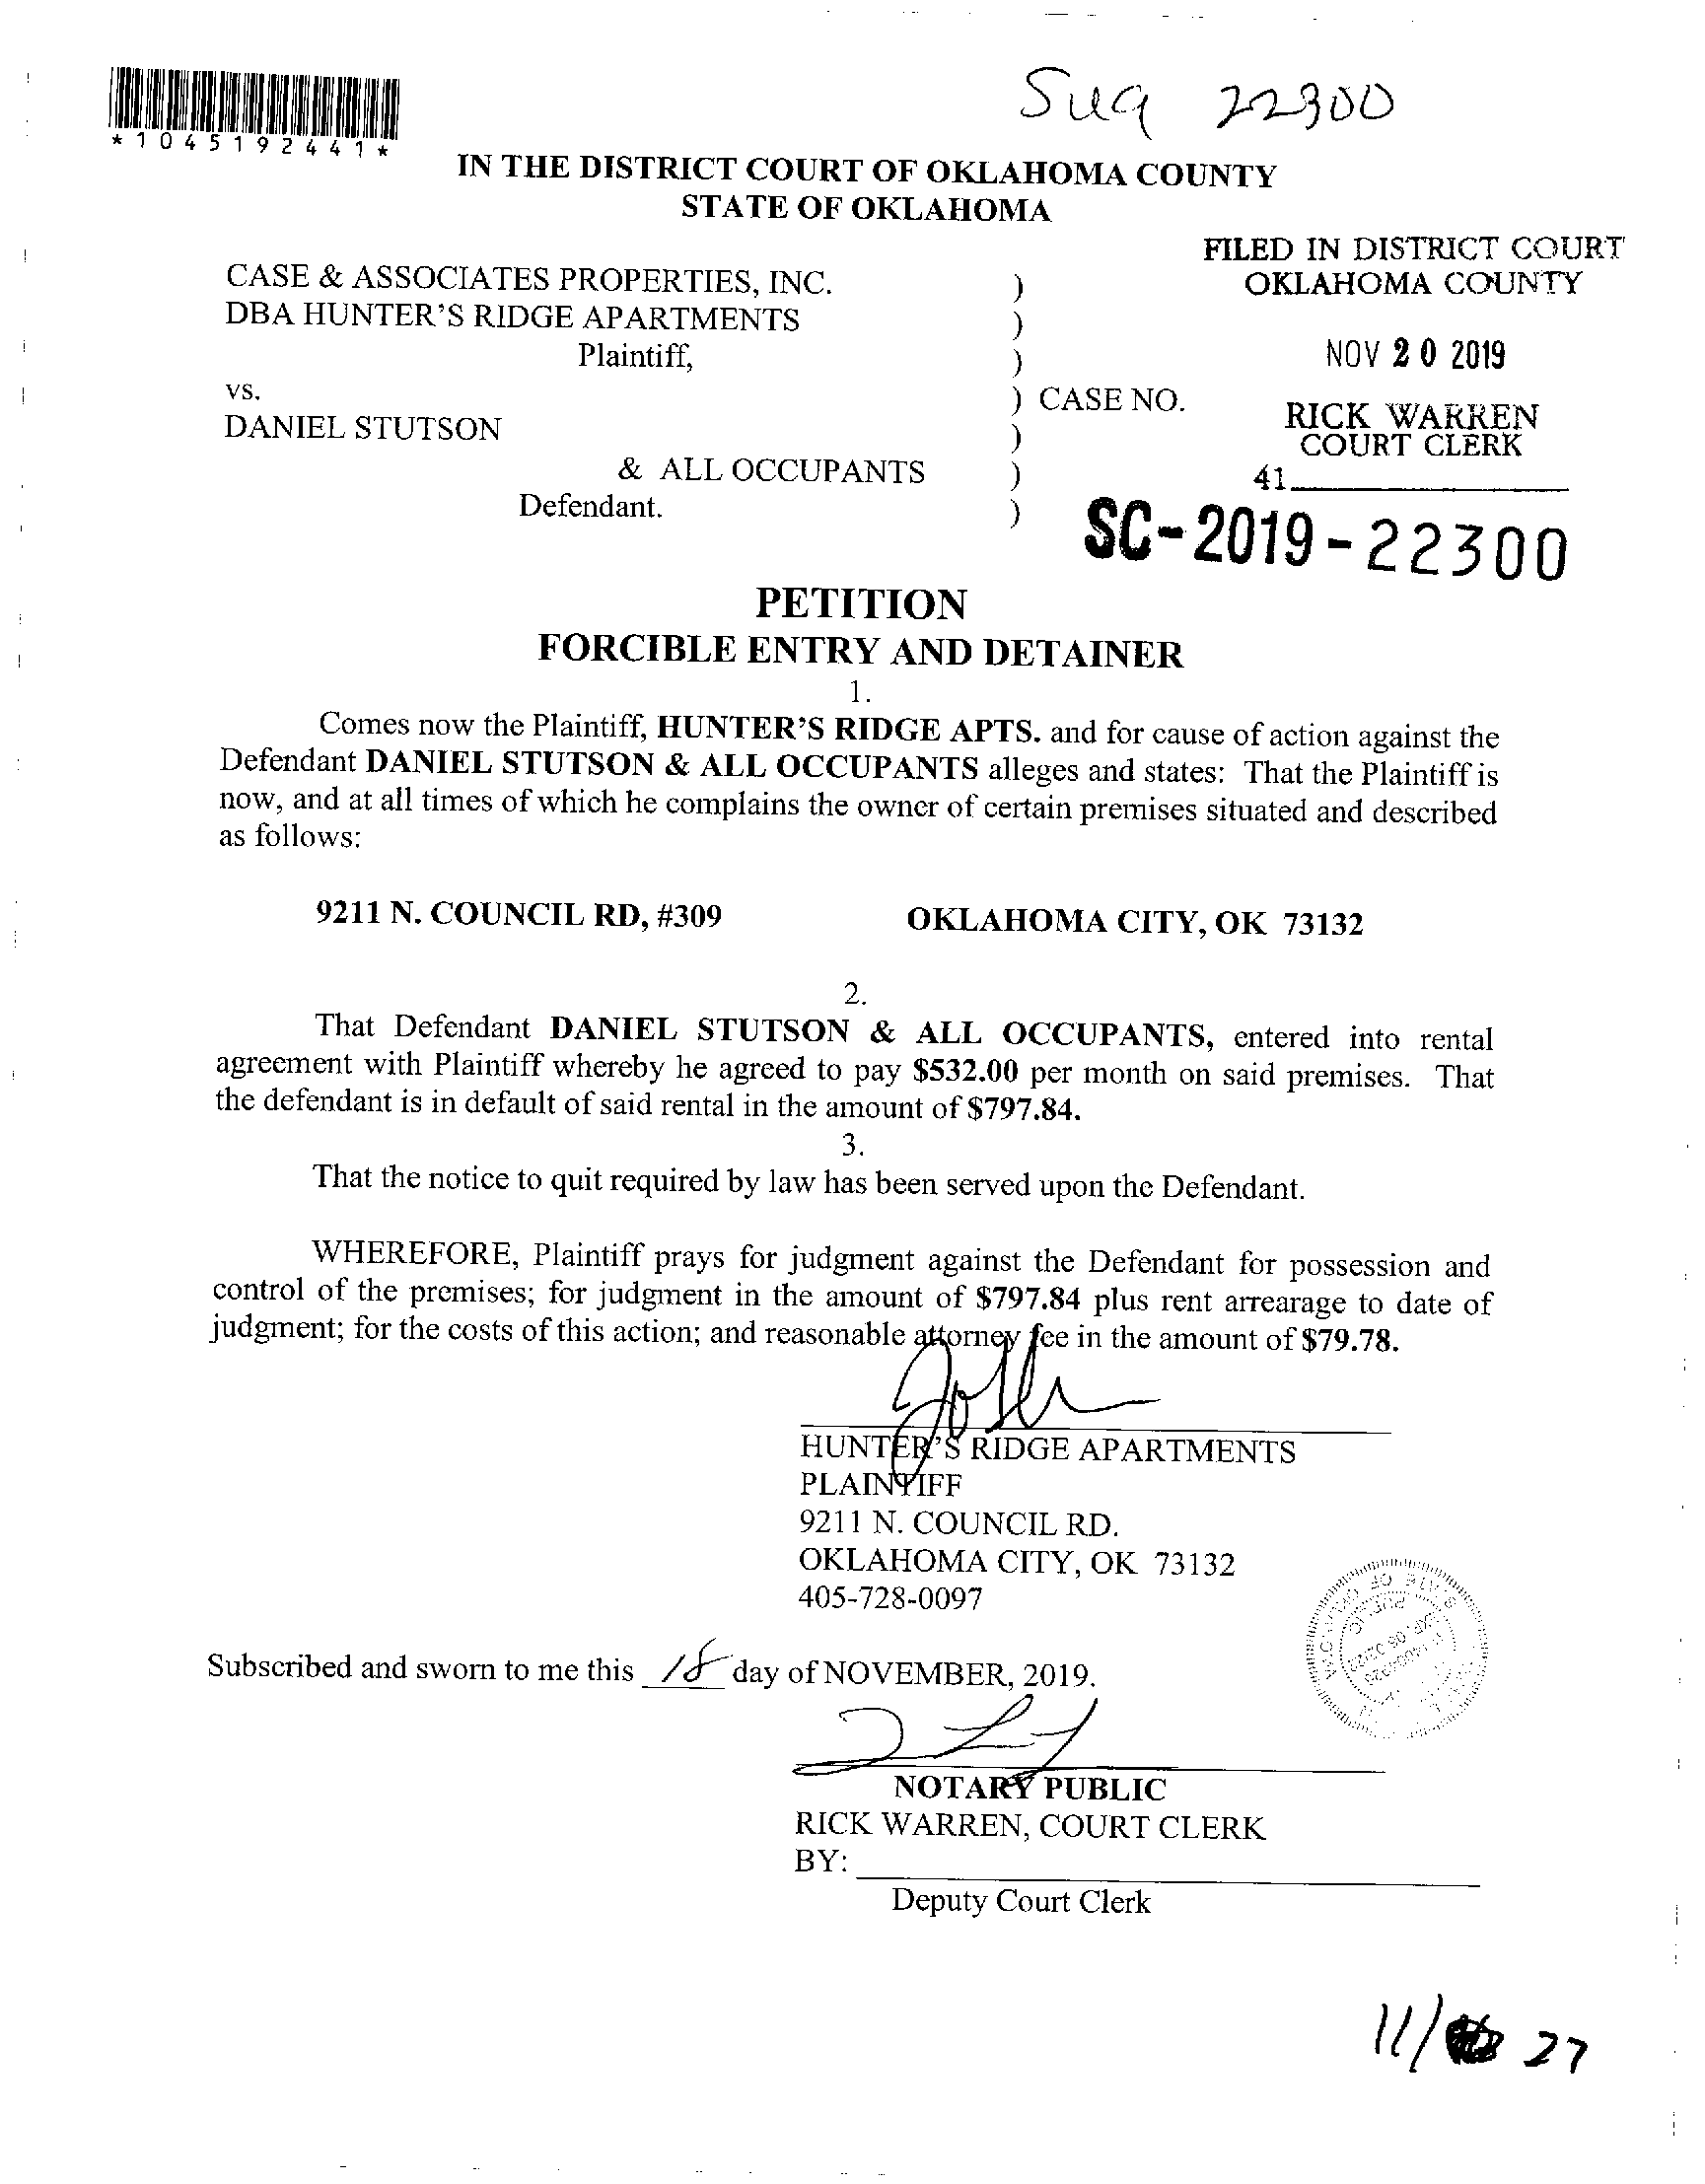 Sug 22300
*1045192441*
IN THE DISTRICT COURT OF OKLAHOMA COUNTY
STATE OF OKLAHOMA
FILED IN DISTRICT COURT
OKLAHOMA COUNTY
CASE & ASSOCIATES PROPERTIES, INC. )
DBA HUNTER'S RIDGE APARTMENTS )
Plaintiff, )
NOV 20 2019
vs. ) CASE NO.
RICK WARREN
COURT CLERK
DANIEL STUTSON )
& ALL OCCUPANTS )
41
Defendant. )
SC-2019-22300
PETITION
FORCIBLE ENTRY AND DETAINER
1.
Comes now the Plaintiff, HUNTER'S RIDGE APTS. and for cause of action against the
Defendant DANIEL STUTSON & ALL OCCUPANTS alleges and states: That the Plaintiff is
now, and at all times of which he complains the owner of certain premises situated and described
as follows:
9211 N. COUNCIL RD, #309 OKLAHOMA CITY, OK 73132
2.
That Defendant DANIEL STUTSON & ALL OCCUPANTS, entered into rental
agreement with Plaintiff whereby he agreed to pay $532.00 per month on said premises. That
the defendant is in default of said rental in the amount of $797.84.
3.
That the notice to quit required by law has been served upon the Defendant.
WHEREFORE, Plaintiff prays for judgment against the Defendant for possession and
control of the premises; for judgment in the amount of $797.84 plus rent arrearage to date of
judgment; for the costs of this action; and reasonable attorney fee in the amount of $79.78.
HUNTER'S RIDGE APARTMENTS
PLAINTIFF
9211 N. COUNCIL RD.
OKLAHOMA CITY, OK 73132
405-728-0097
Subscribed and sworn to me this 18 day of NOVEMBER, 2019.
NOTARY PUBLIC
RICK WARREN, COURT CLERK
BY:
Deputy Court Clerk
11/ 27